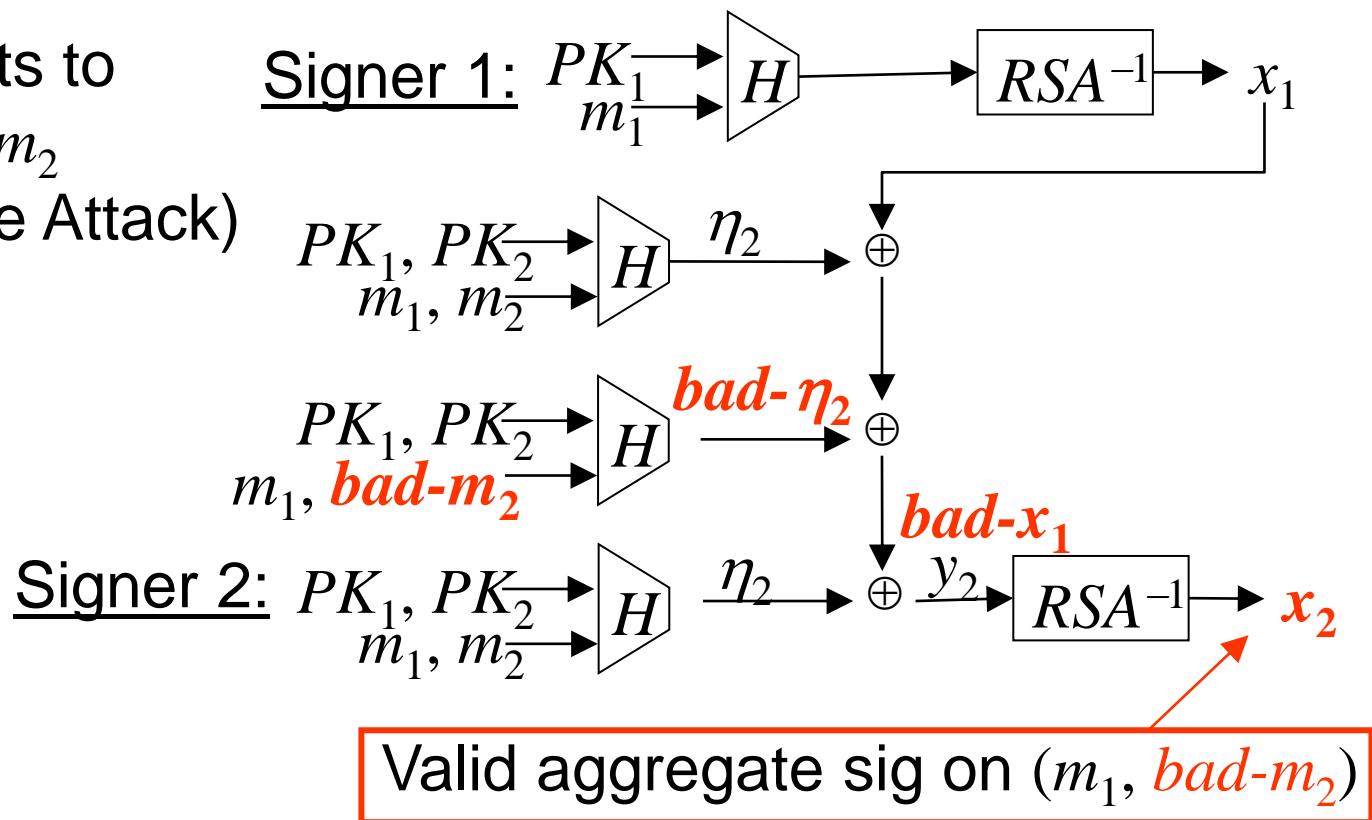 ts to
m₂
e Attack)
Signer 1:
PK₁
m₁
H
RSA⁻¹
x₁
PK₁, PK₂
m₁, m₂
H
η₂
⊕
PK₁, PK₂
m₁, bad-m₂
H
bad-η₂
⊕
bad-x₁
Signer 2:
PK₁, PK₂
m₁, m₂
H
η₂
⊕
y₂
RSA⁻¹
x₂
Valid aggregate sig on (m₁, bad-m₂)